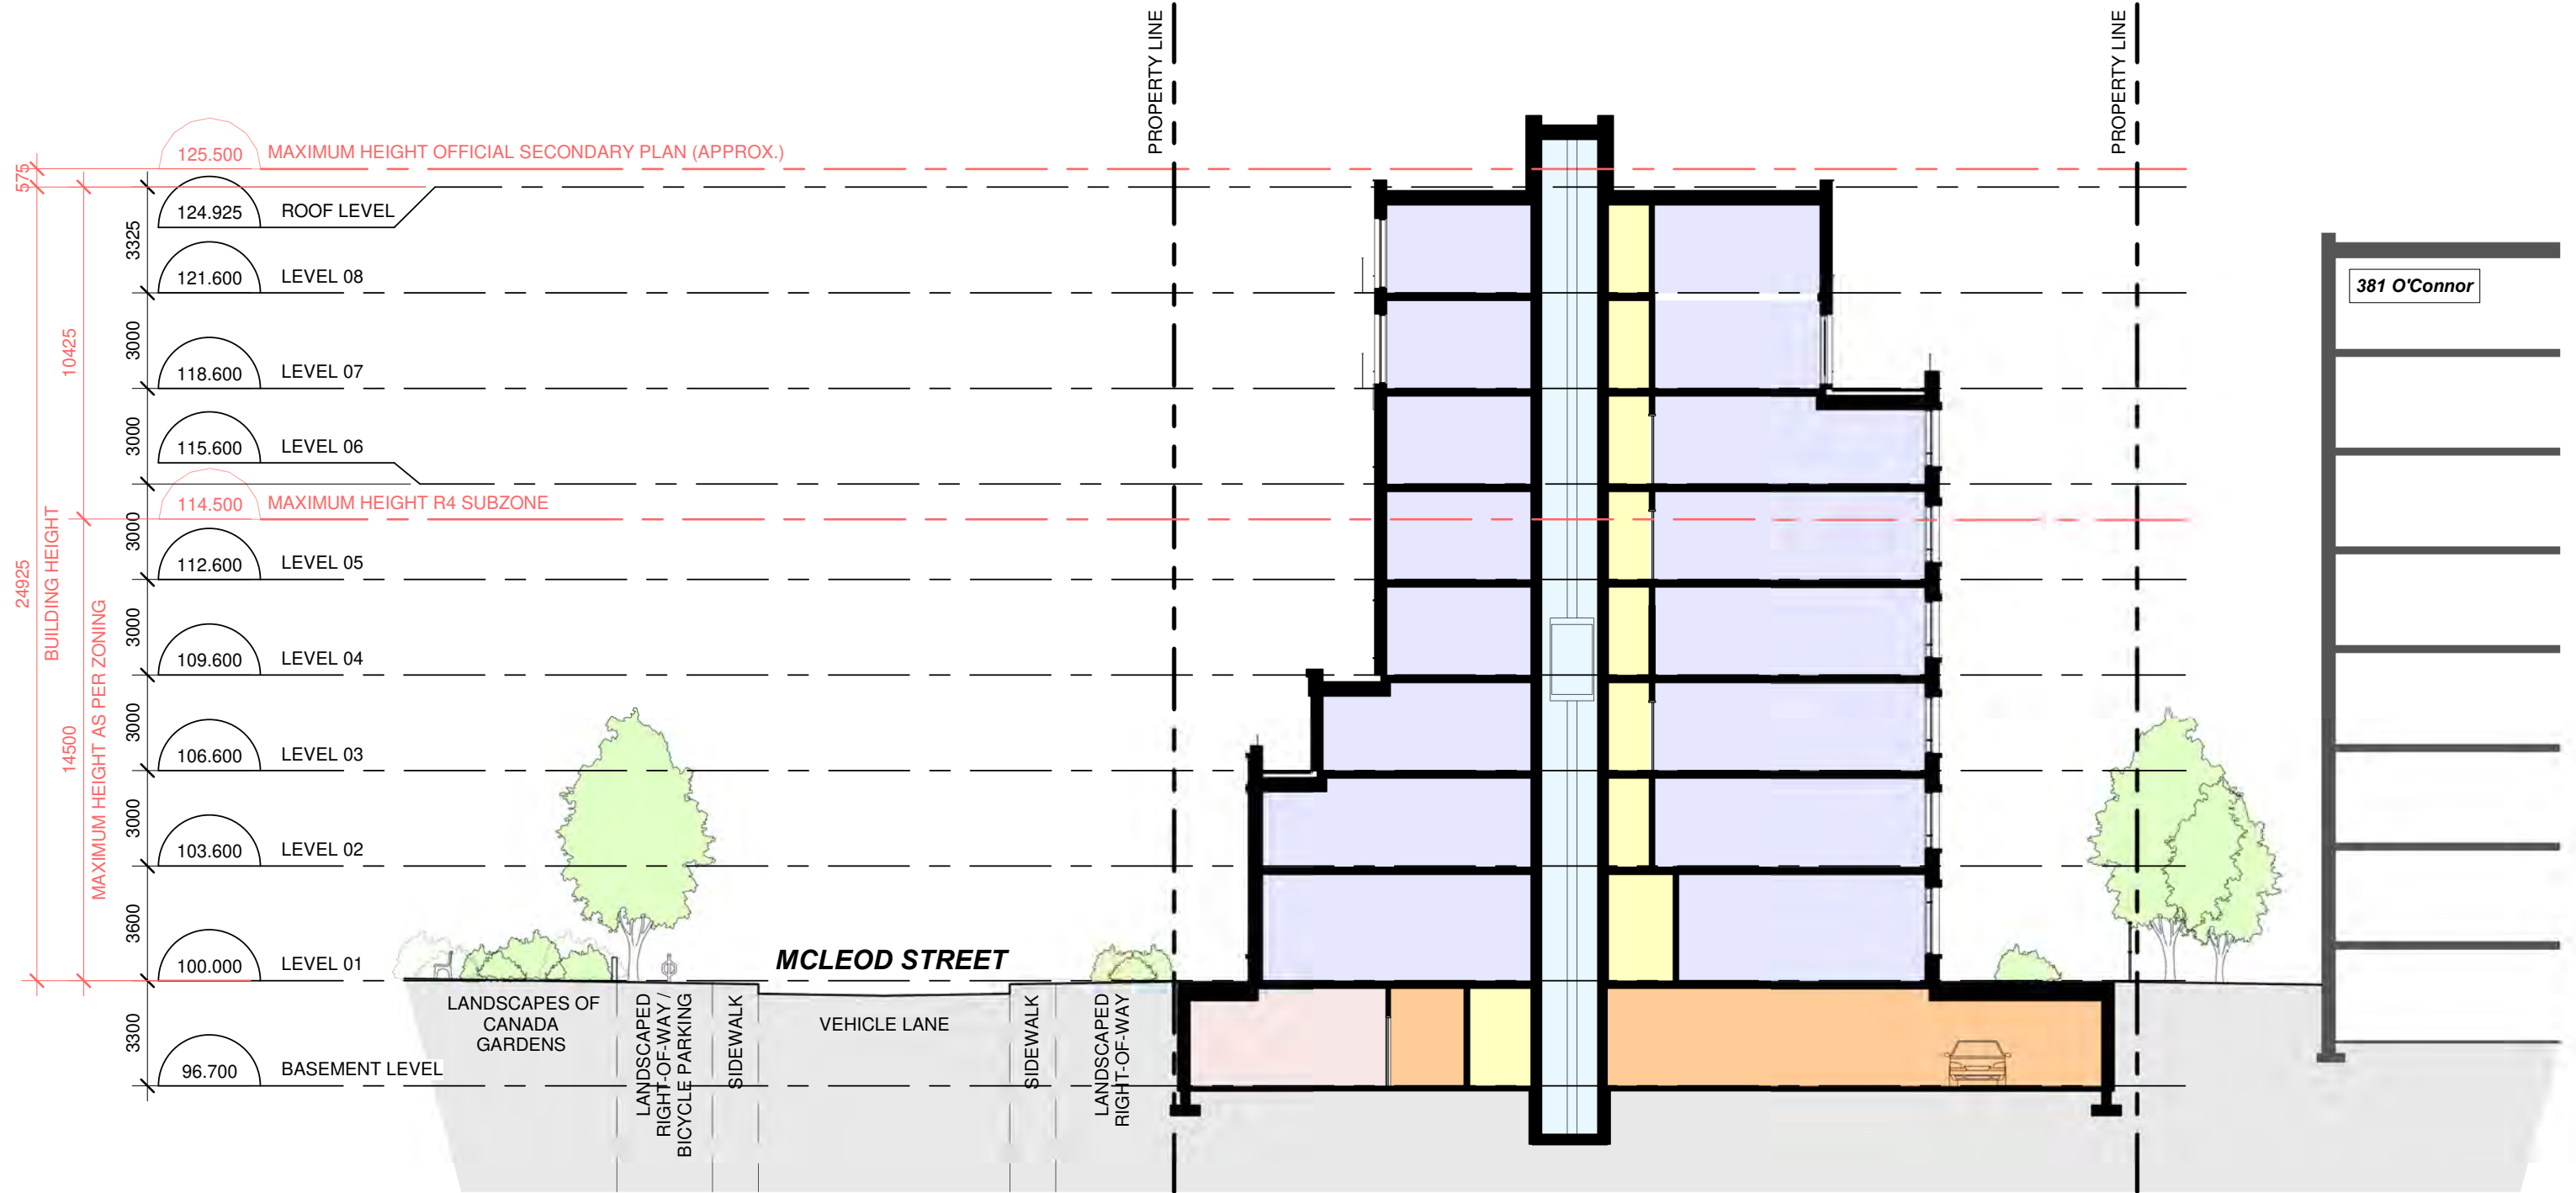 PROPERTY LINE
PROPERTY LINE
125.500 MAXIMUM HEIGHT OFFICIAL SECONDARY PLAN (APPROX.)
575
124.925 ROOF LEVEL
3325
121.600 LEVEL 08
381 O'Connor
3000
10425
118.600 LEVEL 07
3000
115.600 LEVEL 06
114.500 MAXIMUM HEIGHT R4 SUBZONE
3000
112.600 LEVEL 05
24925
BUILDING HEIGHT
3000
109.600 LEVEL 04
14500
MAXIMUM HEIGHT AS PER ZONING
3000
106.600 LEVEL 03
3000
103.600 LEVEL 02
3600
100.000 LEVEL 01
MCLEOD STREET
3300
96.700 BASEMENT LEVEL
LANDSCAPES OF
CANADA
GARDENS
LANDSCAPED
RIGHT-OF-WAY /
BICYCLE PARKING
SIDEWALK
VEHICLE LANE
SIDEWALK
LANDSCAPED
RIGHT-OF-WAY